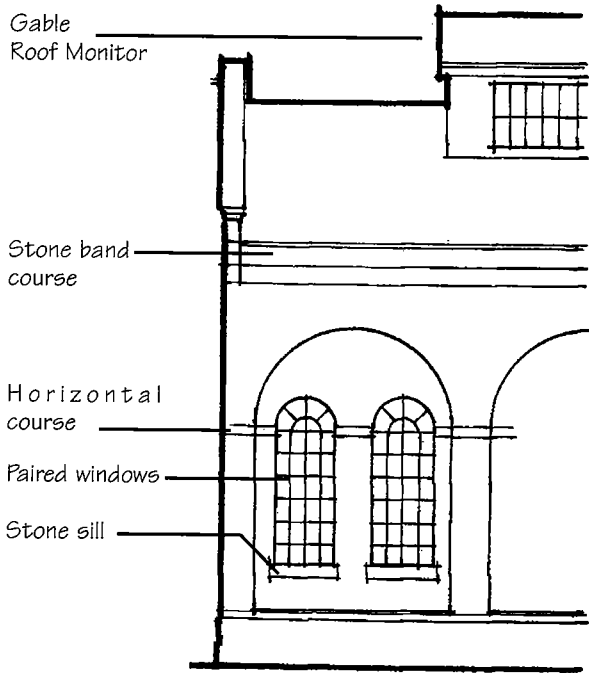 Gable
Roof Monitor
Stone band
course
Horizontal
course
Paired windows
Stone sill